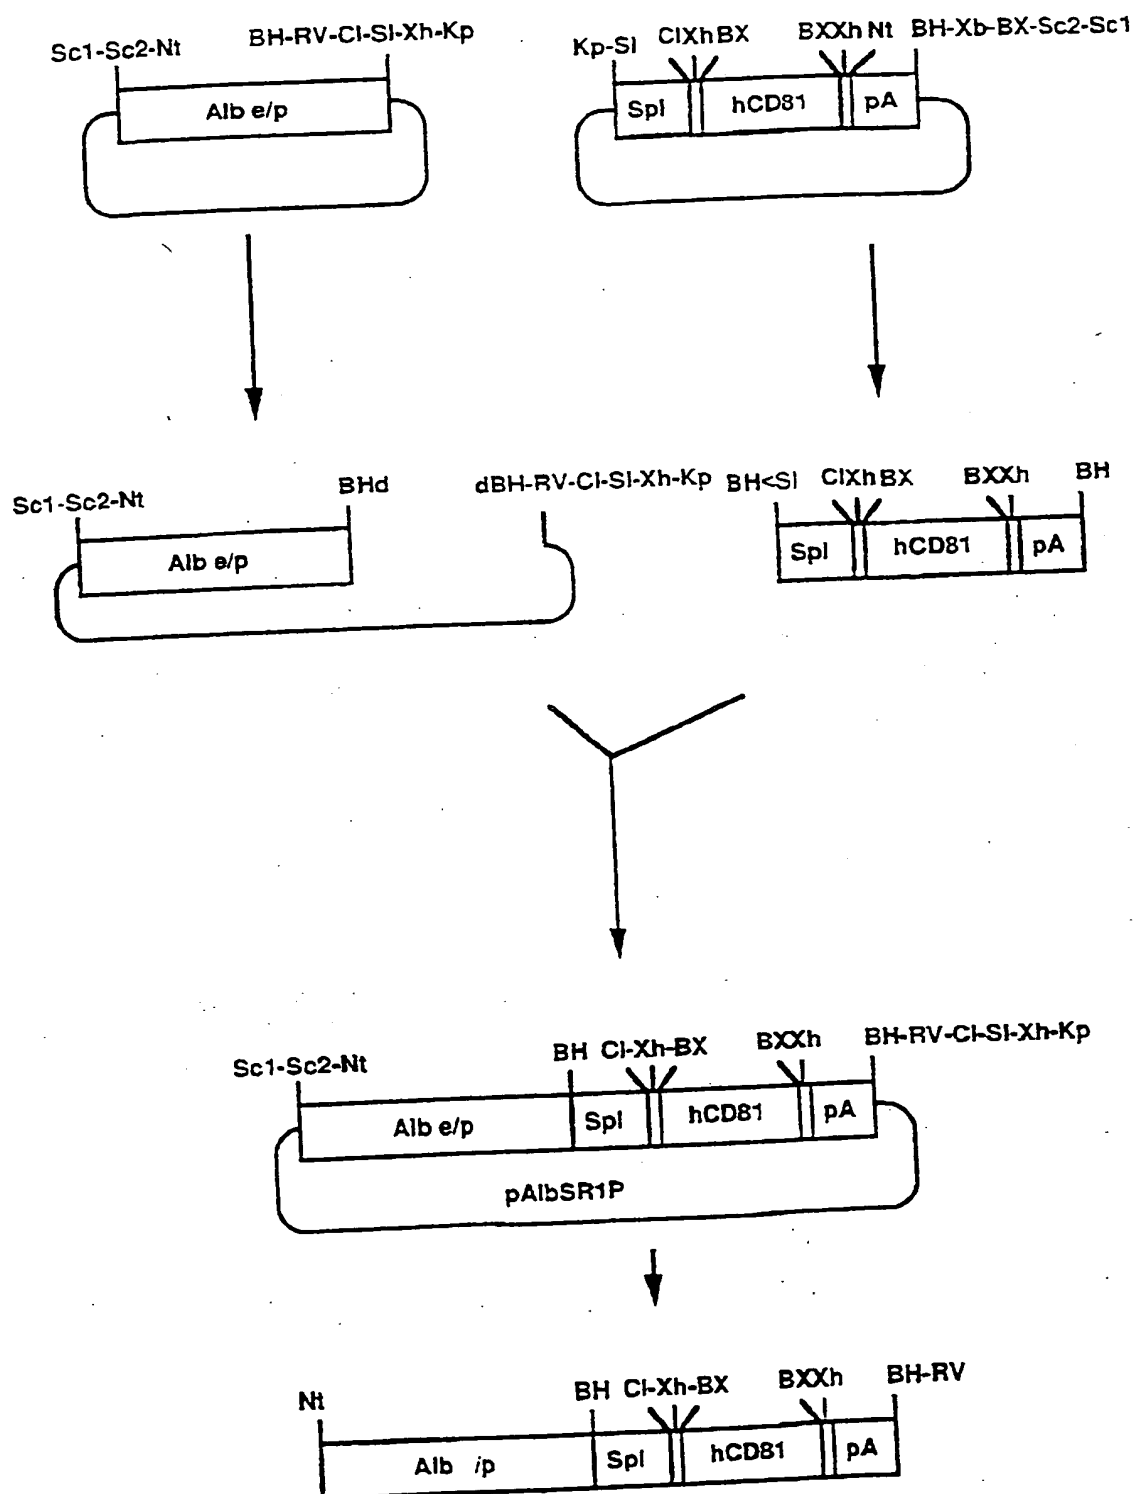 Sc1-Sc2-Nt BH-RV-Cl-Sl-Xh-Kp
Alb e/p
Kp-Sl ClXhBX BXXhNt BH-Xb-BX-Sc2-Sc1
Spl hCD81 pA
Sc1-Sc2-Nt BHd dBH-RV-Cl-Sl-Xh-Kp
Alb e/p
BH<Sl ClXhBX BXXh BH
Spl hCD81 pA
Sc1-Sc2-Nt BH Cl-Xh-BX BXXh BH-RV-Cl-Sl-Xh-Kp
Alb e/p Spl hCD81 pA
pAlbSR1P
Nt BH Cl-Xh-BX BXXh BH-RV
Alb ip Spl hCD81 pA